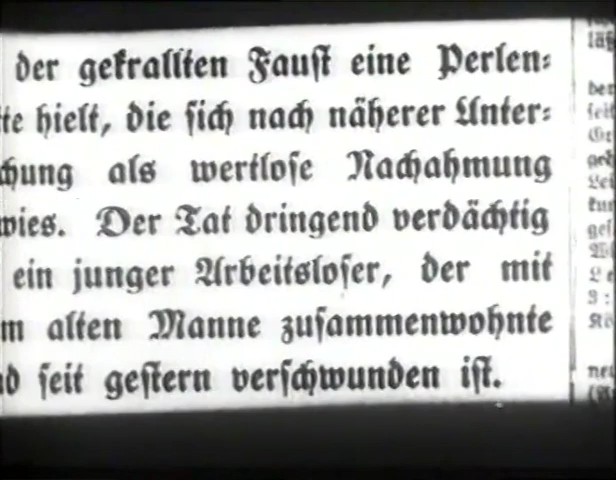 der gekrallten Faust eine Perlen-
te hielt, die sich nach näherer Unter-
chung als wertlose Nachahmung
wies. Der Tat dringend verdächtig
ein junger Arbeitsloser, der mit
m alten Manne zusammenwohnte
d seit gestern verschwunden ist.